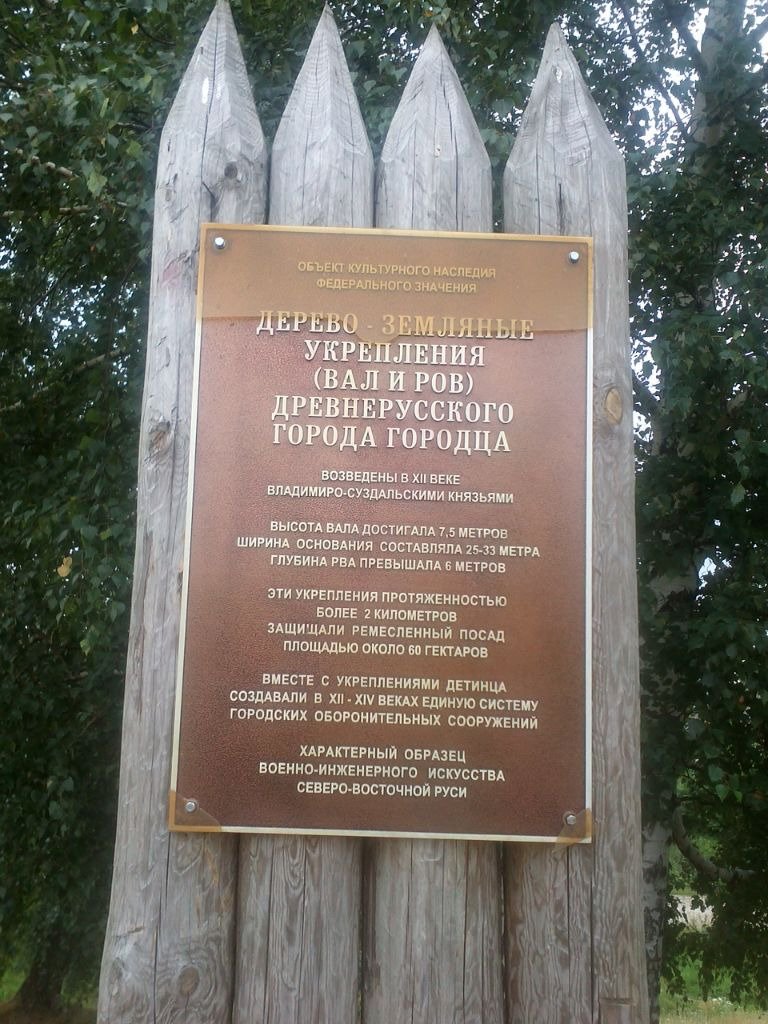 ОБЪЕКТ КУЛЬТУРНОГО НАСЛЕДИЯ
ФЕДЕРАЛЬНОГО ЗНАЧЕНИЯ
ДЕРЕВО - ЗЕМЛЯНЫЕ
УКРЕПЛЕНИЯ
(ВАЛ И РОВ)
ДРЕВНЕРУССКОГО
ГОРОДА ГОРОДЦА
ВОЗВЕДЕНЫ В XII ВЕКЕ
ВЛАДИМИРО-СУЗДАЛЬСКИМИ КНЯЗЬЯМИ
ВЫСОТА ВАЛА ДОСТИГАЛА 7,5 МЕТРОВ
ШИРИНА ОСНОВАНИЯ СОСТАВЛЯЛА 25-33 МЕТРА
ГЛУБИНА РВА ПРЕВЫШАЛА 6 МЕТРОВ
ЭТИ УКРЕПЛЕНИЯ ПРОТЯЖЕННОСТЬЮ
БОЛЕЕ 2 КИЛОМЕТРОВ
ЗАЩИЩАЛИ РЕМЕСЛЕННЫЙ ПОСАД
ПЛОЩАДЬЮ ОКОЛО 60 ГЕКТАРОВ
ВМЕСТЕ С УКРЕПЛЕНИЯМИ ДЕТИНЦА
СОЗДАВАЛИ В XII - XIV ВЕКАХ ЕДИНУЮ СИСТЕМУ
ГОРОДСКИХ ОБОРОНИТЕЛЬНЫХ СООРУЖЕНИЙ
ХАРАКТЕРНЫЙ ОБРАЗЕЦ
ВОЕННО-ИНЖЕНЕРНОГО ИСКУССТВА
СЕВЕРО-ВОСТОЧНОЙ РУСИ